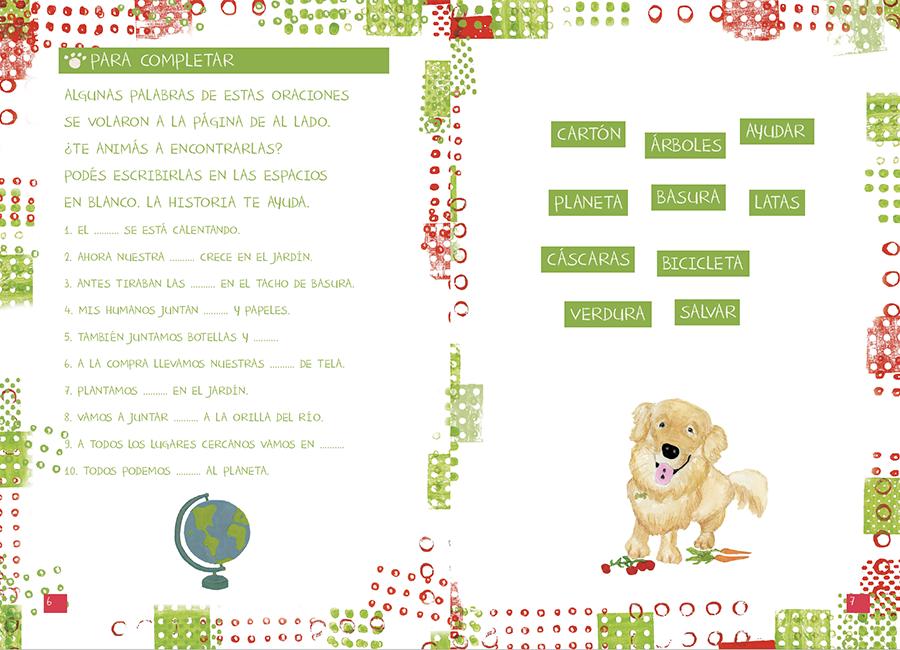 PARA COMPLETAR
ALGUNAS PALABRAS DE ESTAS ORACIONES
SE VOLARON A LA PÁGINA DE AL LADO.
¿TE ANIMÁS A ENCONTRARLAS?
PODÉS ESCRIBIRLAS EN LAS ESPACIOS
EN BLANCO. LA HISTORIA TE AYUDA.
1. EL .......... SE ESTÁ CALENTANDO.
2. AHORA NUESTRA .......... CRECE EN EL JARDÍN.
3. ANTES TIRABAN LAS .......... EN EL TACHO DE BASURA.
4. MIS HUMANOS JUNTAN .......... Y PAPELES.
5. TAMBIÉN JUNTAMOS BOTELLAS Y ..........
6. A LA COMPRA LLEVAMOS NUESTRAS .......... DE TELA.
7. PLANTAMOS .......... EN EL JARDÍN.
8. VAMOS A JUNTAR .......... A LA ORILLA DEL RÍO.
9. A TODOS LOS LUGARES CERCANOS VAMOS EN ..........
10. TODOS PODEMOS .......... AL PLANETA.
6
CARTÓN ÁRBOLES AYUDAR
PLANETA BASURA LATAS
CÁSCARAS BICICLETA
VERDURA SALVAR
7